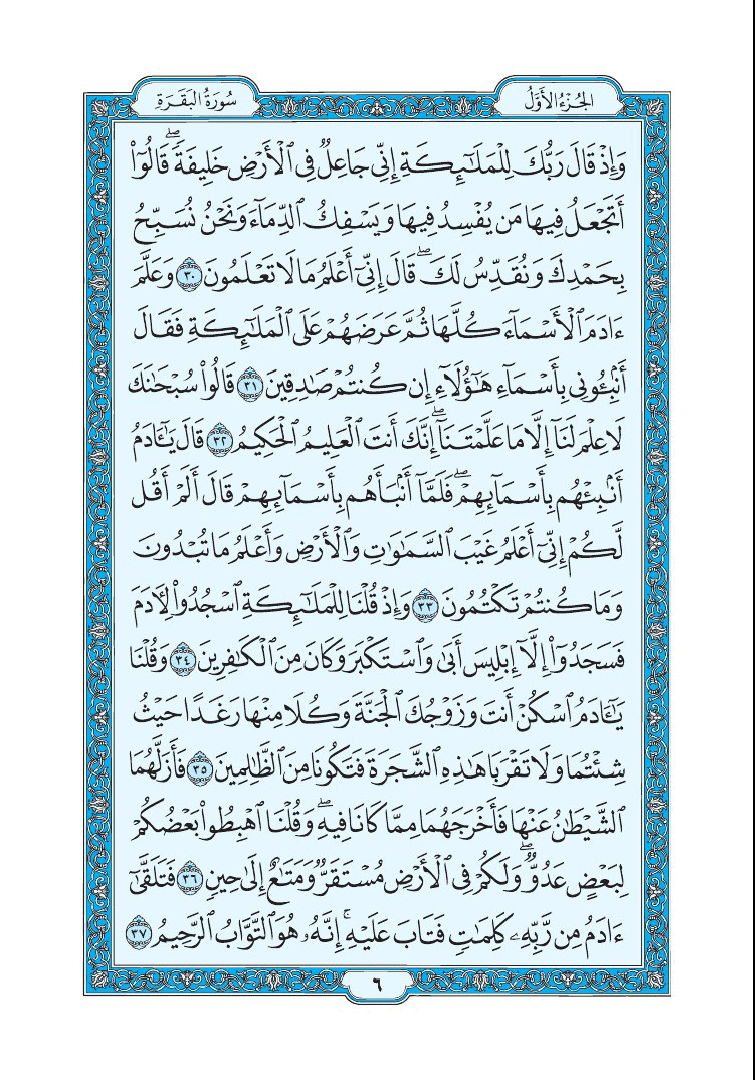 الجُزْءُ الأَوَّلُ
سُورَةُ البَقَرَةِ
وَإِذۡ قَالَ رَبُّكَ لِلۡمَلَٰٓئِكَةِ إِنِّي جَاعِلٞ فِي ٱلۡأَرۡضِ خَلِيفَةٗۖ قَالُوٓاْ
أَتَجۡعَلُ فِيهَا مَن يُفۡسِدُ فِيهَا وَيَسۡفِكُ ٱلدِّمَآءَ وَنَحۡنُ نُسَبِّحُ
بِحَمۡدِكَ وَنُقَدِّسُ لَكَۖ قَالَ إِنِّيٓ أَعۡلَمُ مَا لَا تَعۡلَمُونَ ٣٠ وَعَلَّمَ
ءَادَمَ ٱلۡأَسۡمَآءَ كُلَّهَا ثُمَّ عَرَضَهُمۡ عَلَى ٱلۡمَلَٰٓئِكَةِ فَقَالَ
أَنۢبِـُٔونِي بِأَسۡمَآءِ هَٰٓؤُلَآءِ إِن كُنتُمۡ صَٰدِقِينَ ٣١ قَالُواْ سُبۡحَٰنَكَ
لَا عِلۡمَ لَنَآ إِلَّا مَا عَلَّمۡتَنَآۖ إِنَّكَ أَنتَ ٱلۡعَلِيمُ ٱلۡحَكِيمُ ٣٢ قَالَ يَٰٓـَٔادَمُ
أَنۢبِئۡهُم بِأَسۡمَآئِهِمۡۖ فَلَمَّآ أَنۢبَأَهُم بِأَسۡمَآئِهِمۡ قَالَ أَلَمۡ أَقُل
لَّكُمۡ إِنِّيٓ أَعۡلَمُ غَيۡبَ ٱلسَّمَٰوَٰتِ وَٱلۡأَرۡضِ وَأَعۡلَمُ مَا تُبۡدُونَ
وَمَا كُنتُمۡ تَكۡتُمُونَ ٣٣ وَإِذۡ قُلۡنَا لِلۡمَلَٰٓئِكَةِ ٱسۡجُدُواْ لِأٓدَمَ
فَسَجَدُوٓاْ إِلَّآ إِبۡلِيسَ أَبَىٰ وَٱسۡتَكۡبَرَ وَكَانَ مِنَ ٱلۡكَٰفِرِينَ ٣٤ وَقُلۡنَا
يَٰٓـَٔادَمُ ٱسۡكُنۡ أَنتَ وَزَوۡجُكَ ٱلۡجَنَّةَ وَكُلَا مِنۡهَا رَغَدًا حَيۡثُ
شِئۡتُمَا وَلَا تَقۡرَبَا هَٰذِهِ ٱلشَّجَرَةَ فَتَكُونَا مِنَ ٱلظَّٰلِمِينَ ٣٥ فَأَزَلَّهُمَا
ٱلشَّيۡطَٰنُ عَنۡهَا فَأَخۡرَجَهُمَا مِمَّا كَانَا فِيهِۖ وَقُلۡنَا ٱهۡبِطُواْ بَعۡضُكُمۡ
لِبَعۡضٍ عَدُوّٞۖ وَلَكُمۡ فِي ٱلۡأَرۡضِ مُسۡتَقَرّٞ وَمَتَٰعٌ إِلَىٰ حِينٖ ٣٦ فَتَلَقَّىٰٓ
ءَادَمُ مِن رَّبِّهِۦ كَلِمَٰتٖ فَتَابَ عَلَيۡهِۚ إِنَّهُۥ هُوَ ٱلتَّوَّابُ ٱلرَّحِيمُ ٣٧
٦